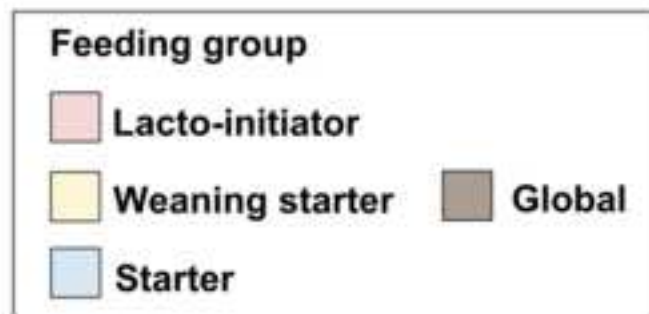 Feeding group
Lacto-initiator
Weaning starter
Global
Starter